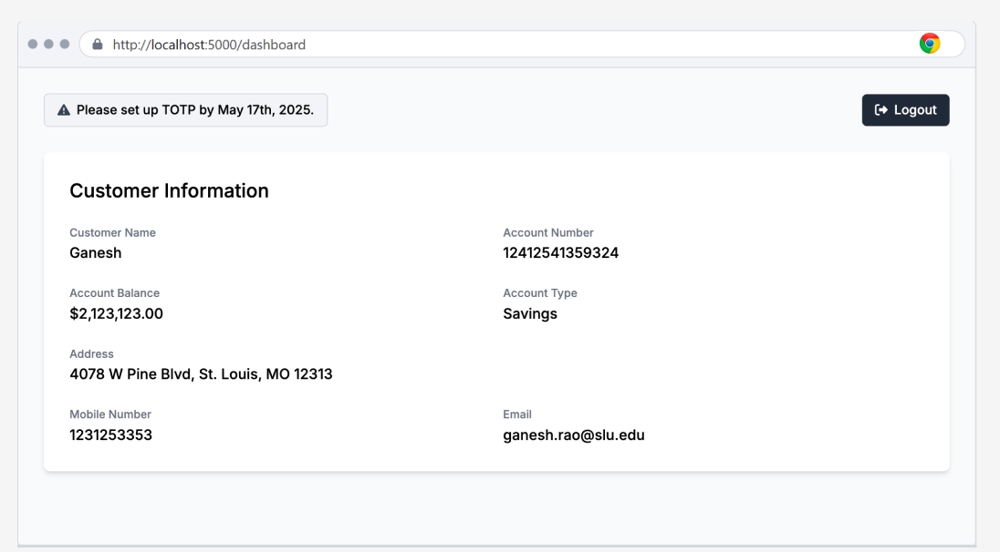 http://localhost:5000/dashboard
Please set up TOTP by May 17th, 2025.
Logout
Customer Information
Customer Name
Ganesh
Account Number
12412541359324
Account Balance
$2,123,123.00
Account Type
Savings
Address
4078 W Pine Blvd, St. Louis, MO 12313
Mobile Number
1231253353
Email
ganesh.rao@slu.edu